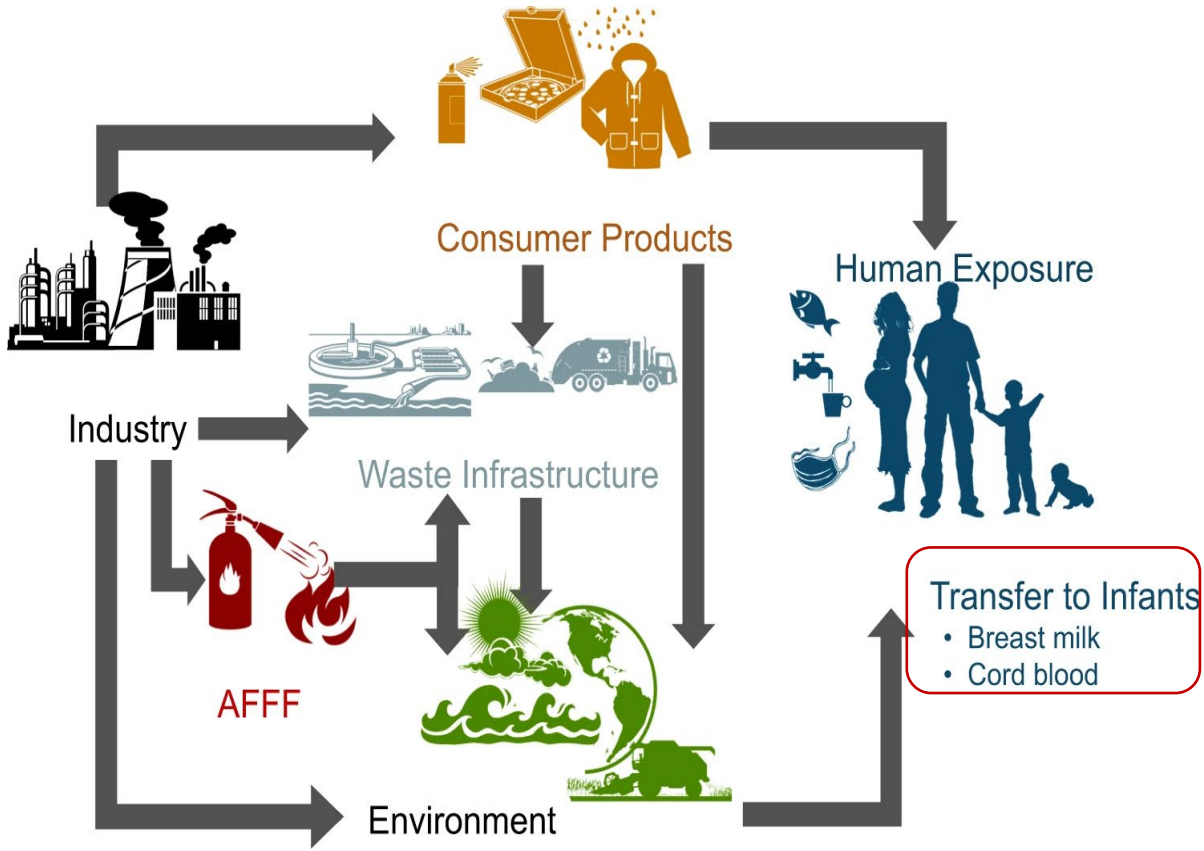 Consumer Products
Human Exposure
Industry
Waste Infrastructure
Transfer to Infants
• Breast milk
• Cord blood
AFFF
Environment